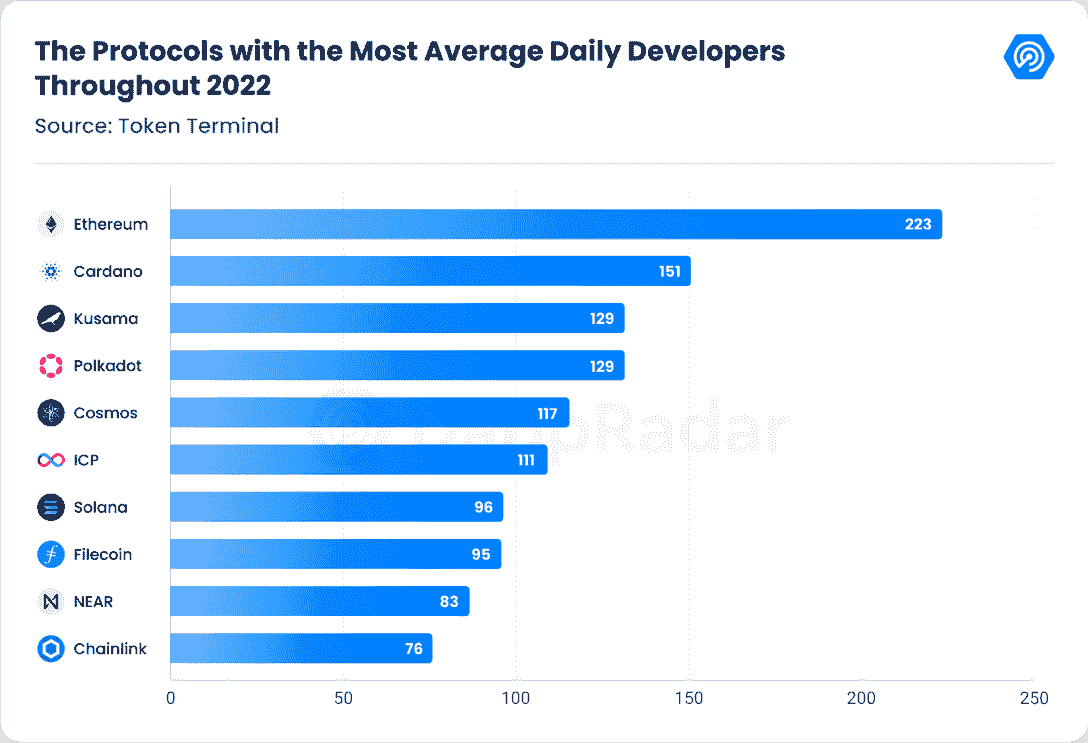 The Protocols with the Most Average Daily Developers
Throughout 2022
Source: Token Terminal
Ethereum 223
Cardano 151
Kusama 129
Polkadot 129
Cosmos 117
ICP 111
Solana 96
Filecoin 95
NEAR 83
Chainlink 76
DappRadar
0 50 100 150 200 250